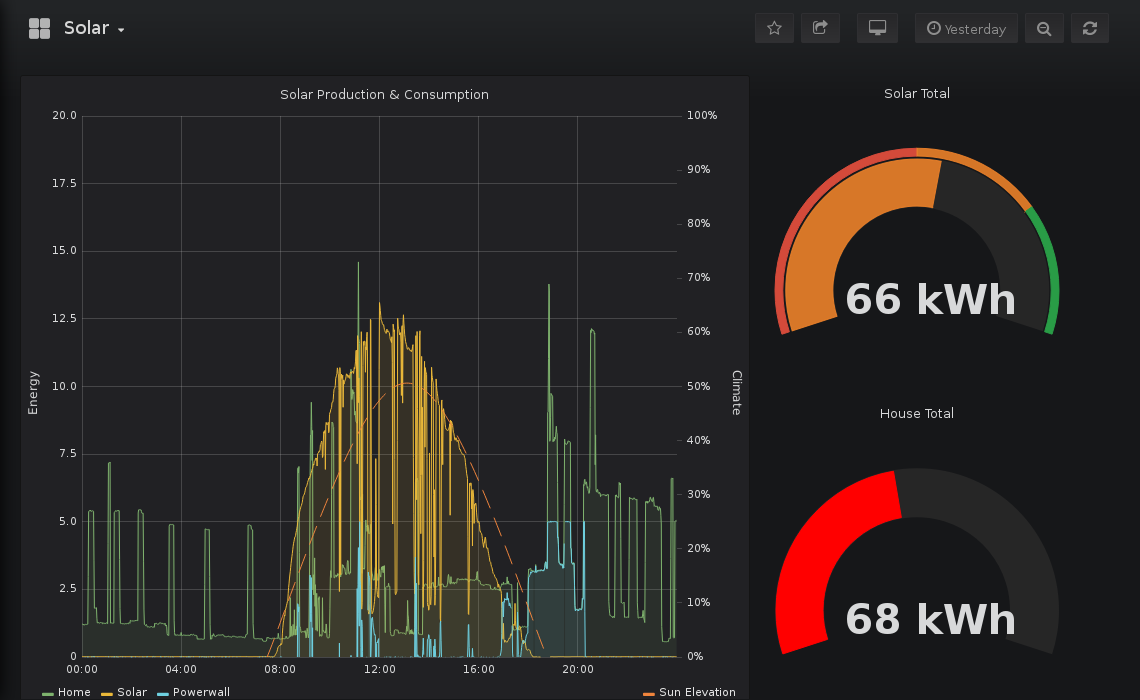 Solar
Yesterday
Solar Production & Consumption
20.0
17.5
15.0
12.5
10.0
7.5
5.0
2.5
0
Energy
100%
90%
80%
70%
60%
50%
40%
30%
20%
10%
0%
Climate
00:00 04:00 08:00 12:00 16:00 20:00
Home Solar Powerwall Sun Elevation
Solar Total
66 kWh
House Total
68 kWh